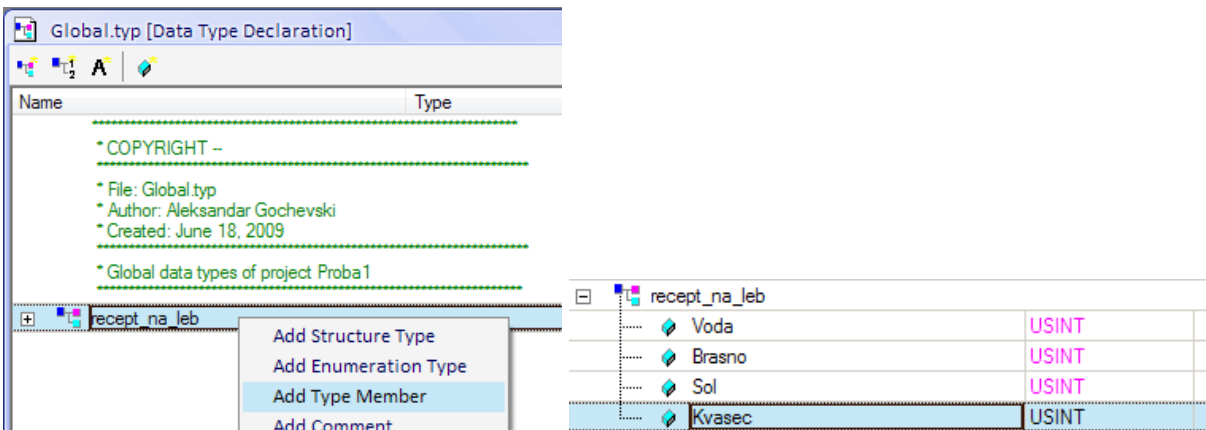 Global.typ [Data Type Declaration]
Name Type
* COPYRIGHT --
* File: Global.typ
* Author: Aleksandar Gochevski
* Created: June 18, 2009
* Global data types of project Proba1
recept_na_leb
Add Structure Type
Add Enumeration Type
Add Type Member
Add Comment
recept_na_leb
Voda USINT
Brasno USINT
Sol USINT
Kvasec USINT